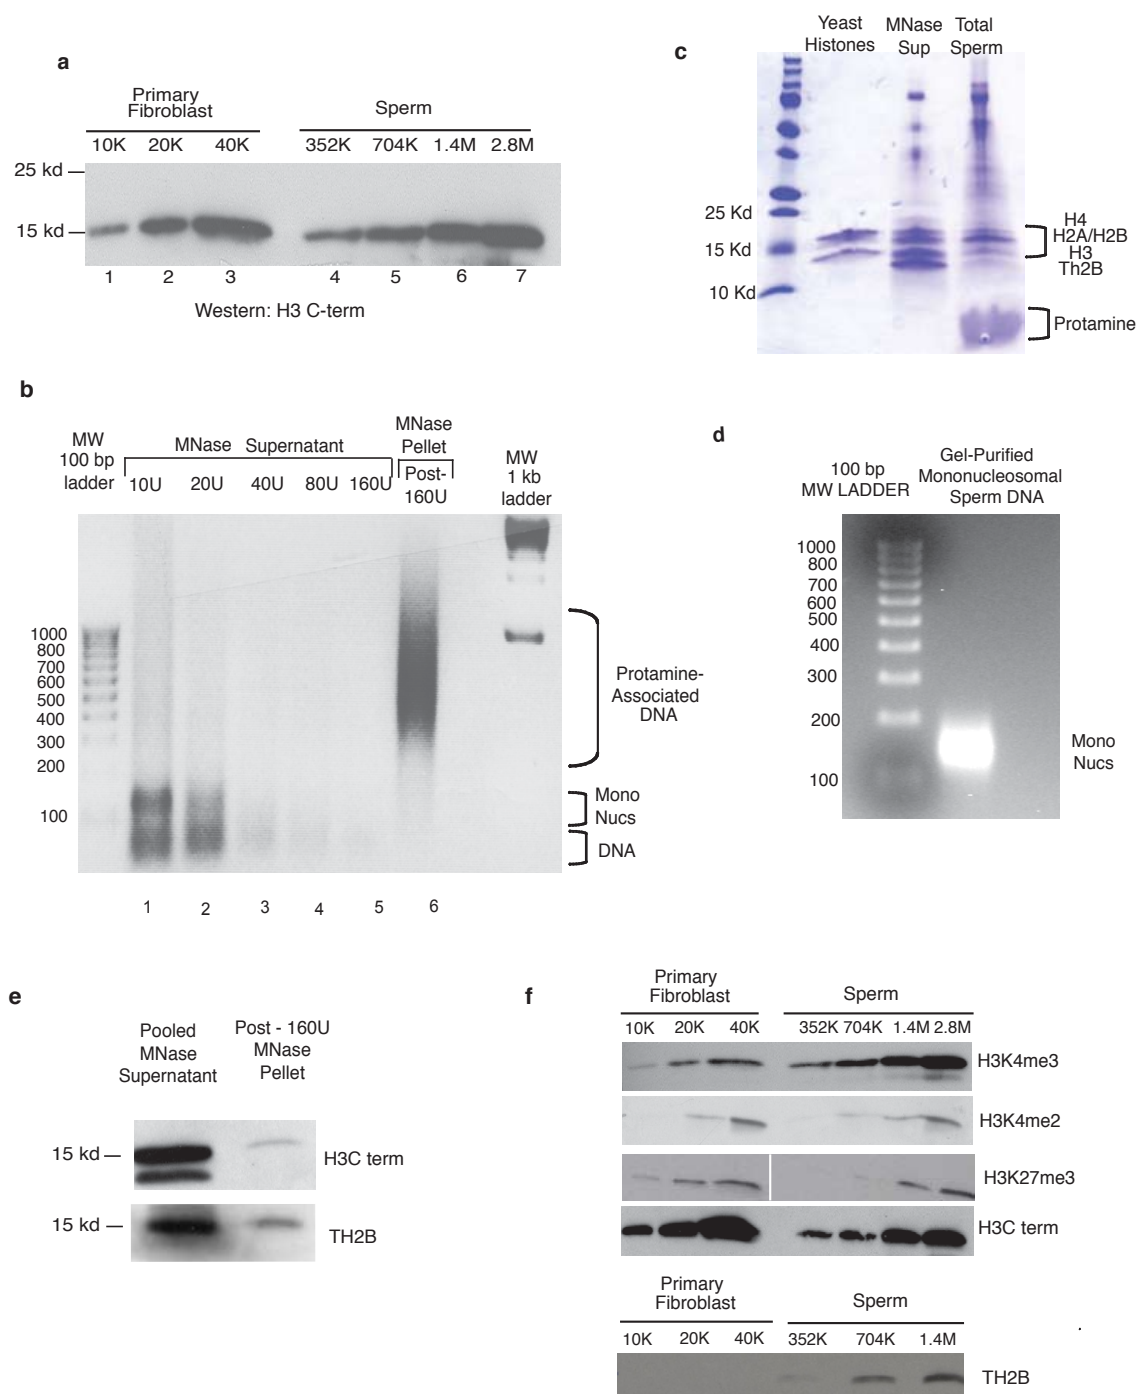 a
Primary
Fibroblast
Sperm
10K 20K 40K 352K 704K 1.4M 2.8M
25 kd
15 kd
1 2 3 4 5 6 7
Western: H3 C-term
b
MW
100 bp
ladder
MNase Supernatant
10U 20U 40U 80U 160U
MNase
Pellet
Post-
160U
MW
1 kb
ladder
1000
800
700
600
500
400
300
200
100
Protamine-
Associated
DNA
Mono
Nucs
DNA
1 2 3 4 5 6
c
Yeast
Histones
MNase
Sup
Total
Sperm
25 Kd
15 Kd
10 Kd
H4
H2A/H2B
H3
Th2B
Protamine
d
100 bp
MW LADDER
Gel-Purified
Mononucleosomal
Sperm DNA
1000
800
700
600
500
400
300
200
100
Mono
Nucs
e
Pooled
MNase
Supernatant
Post - 160U
MNase
Pellet
15 kd
H3C term
15 kd
TH2B
f
Primary
Fibroblast
Sperm
10K 20K 40K 352K 704K 1.4M 2.8M
H3K4me3
H3K4me2
H3K27me3
H3C term
Primary
Fibroblast
Sperm
10K 20K 40K 352K 704K 1.4M
TH2B